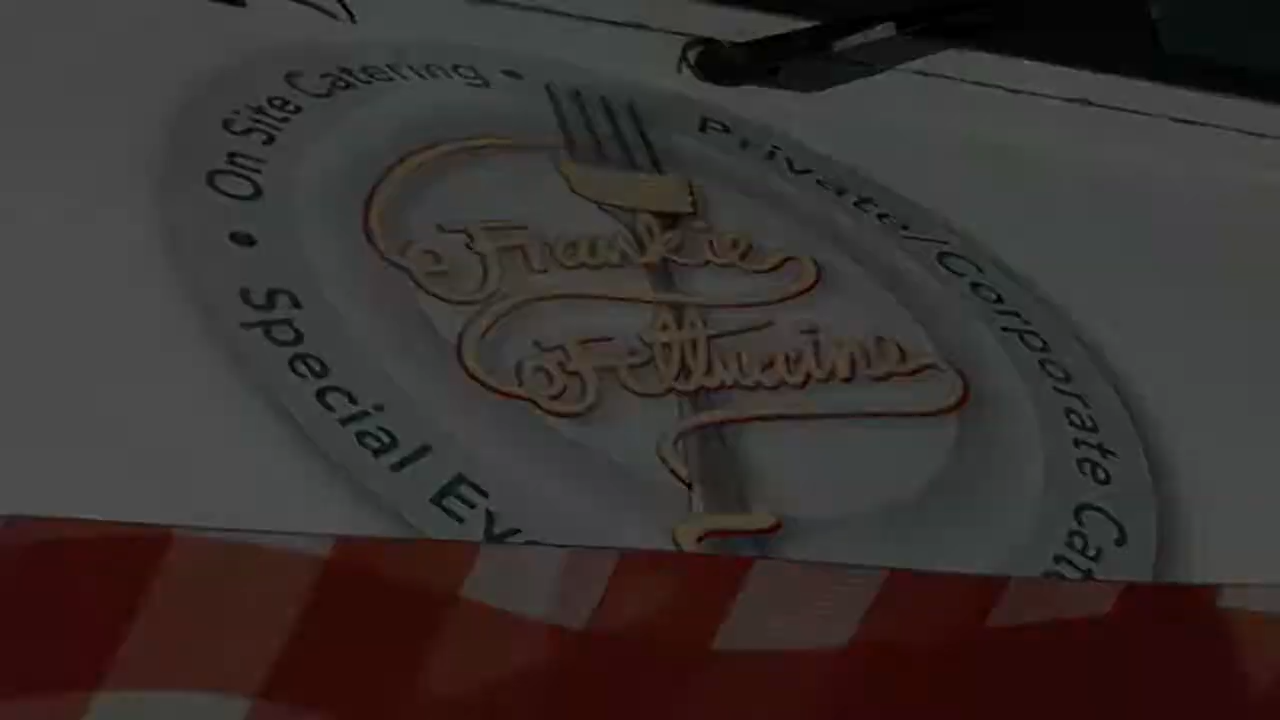 On Site Catering •
Private/Corporate Cat
• Special Ev
Frankie
Fettuccine